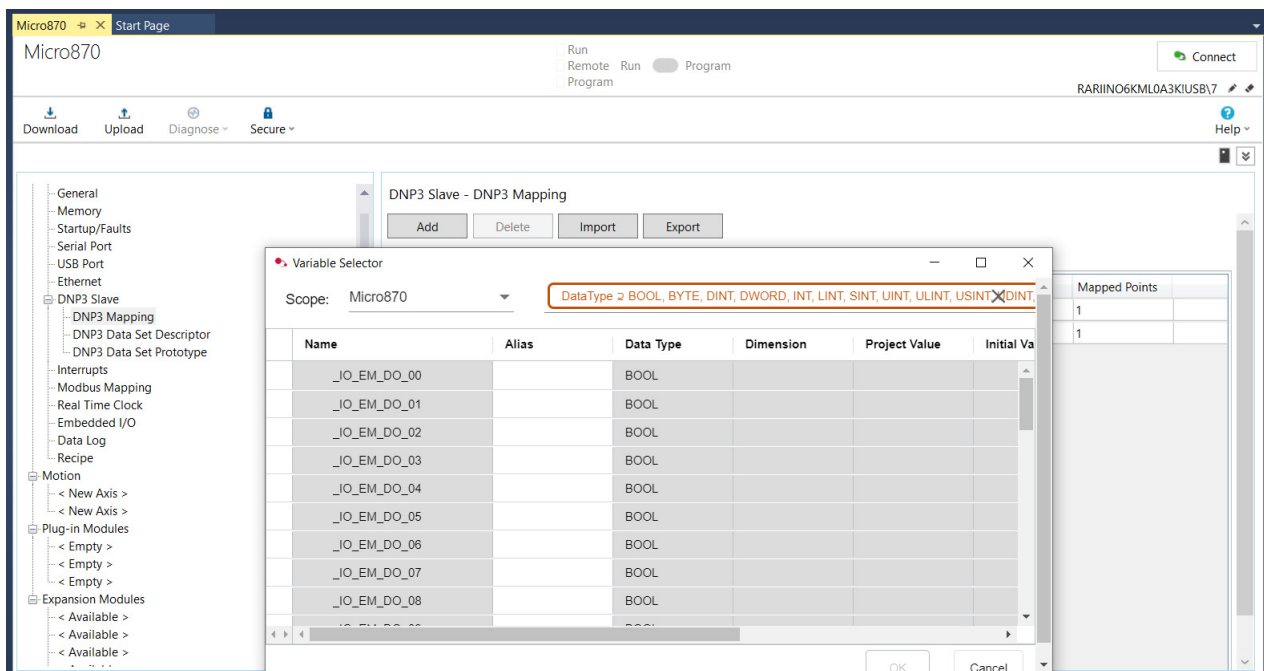 Micro870
Start Page
Micro870
Run
Remote Run
Program
Program
Connect
RARIINO6KML0A3K!USB\7
Download
Upload
Diagnose
Secure
Help
General
Memory
Startup/Faults
Serial Port
USB Port
Ethernet
DNP3 Slave
DNP3 Mapping
DNP3 Data Set Descriptor
DNP3 Data Set Prototype
Interrupts
Modbus Mapping
Real Time Clock
Embedded I/O
Data Log
Recipe
Motion
< New Axis >
< New Axis >
Plug-in Modules
< Empty >
< Empty >
< Empty >
Expansion Modules
< Available >
< Available >
< Available >
DNP3 Slave - DNP3 Mapping
Add Delete Import Export
Mapped Points
1
1
Variable Selector
Scope: Micro870
DataType ⊇ BOOL, BYTE, DINT, DWORD, INT, LINT, SINT, UINT, ULINT, USINT,
Name Alias Data Type Dimension Project Value Initial Va
_IO_EM_DO_00 BOOL
_IO_EM_DO_01 BOOL
_IO_EM_DO_02 BOOL
_IO_EM_DO_03 BOOL
_IO_EM_DO_04 BOOL
_IO_EM_DO_05 BOOL
_IO_EM_DO_06 BOOL
_IO_EM_DO_07 BOOL
_IO_EM_DO_08 BOOL
OK Cancel